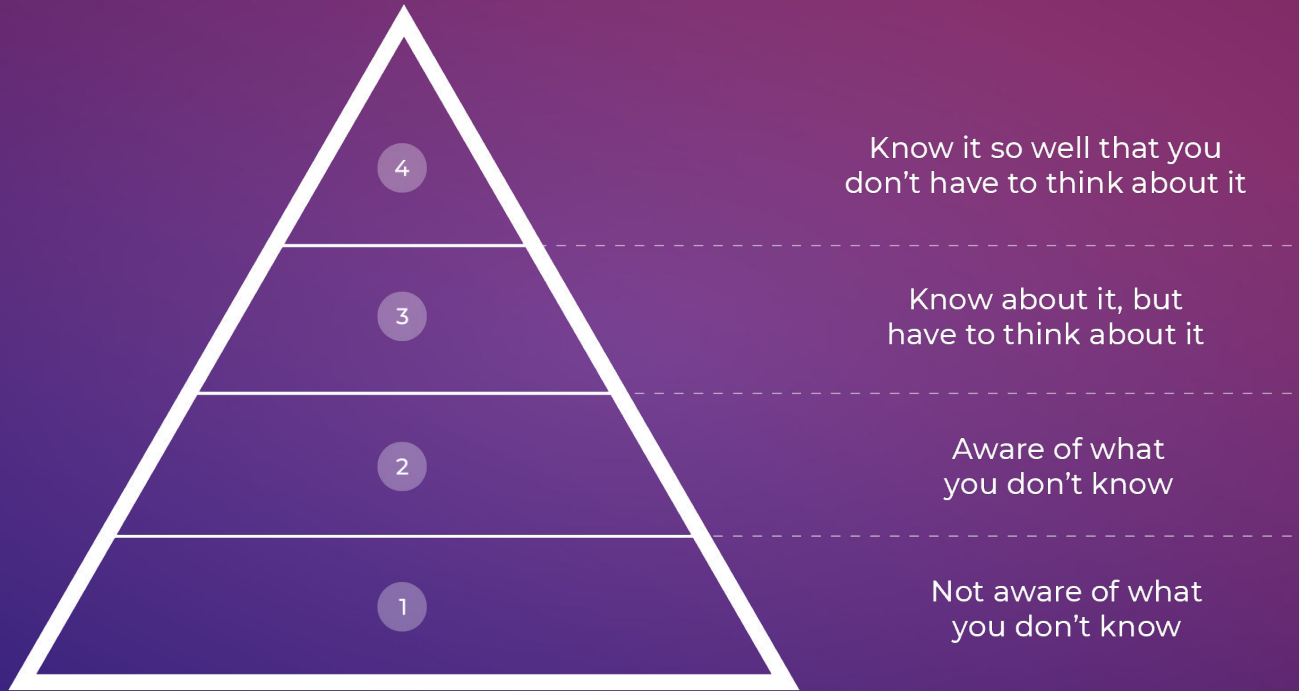 4
Know it so well that you
don’t have to think about it
3
Know about it, but
have to think about it
2
Aware of what
you don’t know
1
Not aware of what
you don’t know